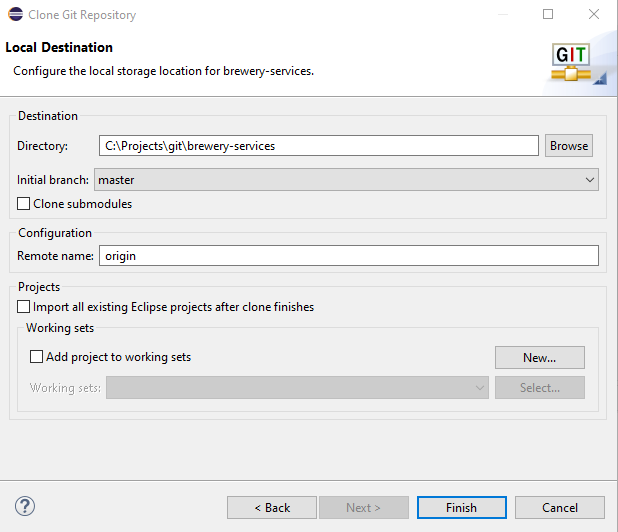 Clone Git Repository
Local Destination
Configure the local storage location for brewery-services.
GIT
Destination
Directory: C:\Projects\git\brewery-services Browse
Initial branch: master
Clone submodules
Configuration
Remote name: origin
Projects
Import all existing Eclipse projects after clone finishes
Working sets
Add project to working sets New...
Working sets: Select...
? < Back Next > Finish Cancel